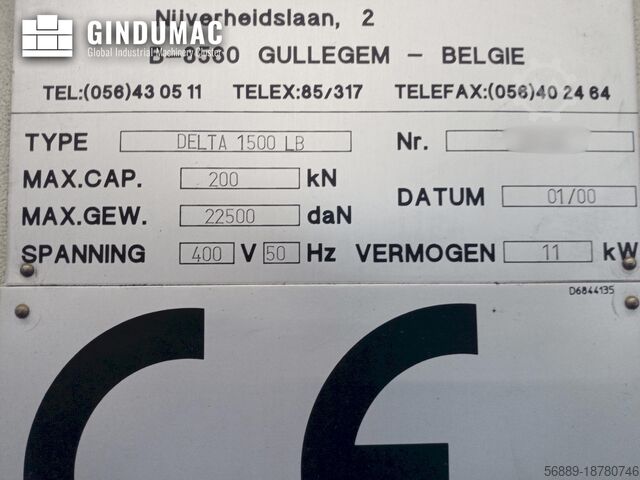 GINDUMAC
Global Industrial Machinery Cluster
Nijverheidslaan, 2
GULLEGEM - BELGIE
TEL:(056)43 05 11 TELEX:85/317 TELEFAX:(056)40 24 64
TYPE DELTA 1500 LB Nr.
MAX.CAP. 200 kN
DATUM 01/00
MAX.GEW. 22500 daN
SPANNING 400 V 50 Hz VERMOGEN 11 kW
D6844135
CE
56889-18780746